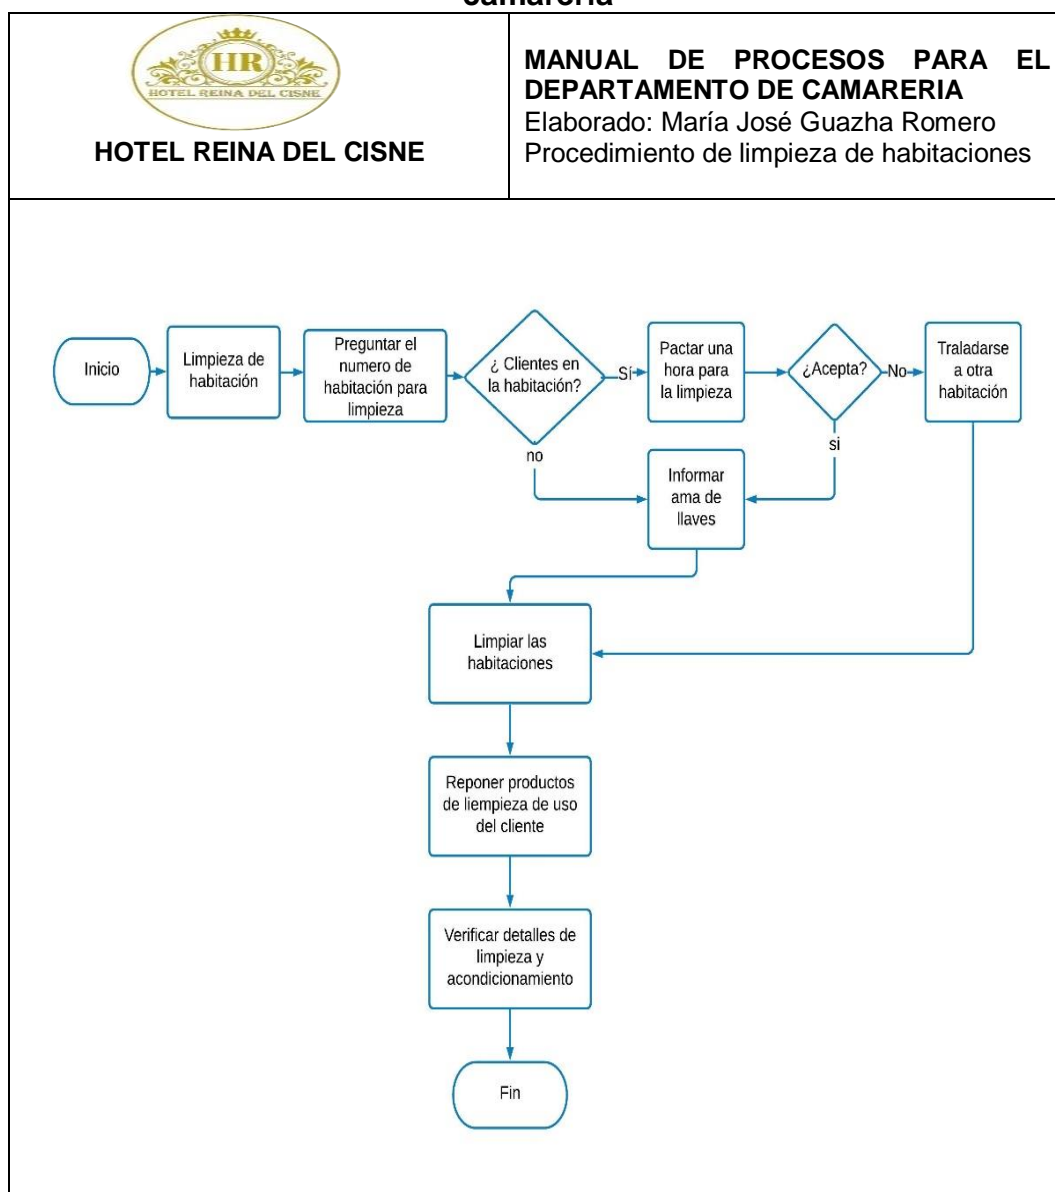 camareria
HR
HOTEL REINA DEL CISNE
HOTEL REINA DEL CISNE
MANUAL DE PROCESOS PARA EL
DEPARTAMENTO DE CAMARERIA
Elaborado: María José Guazha Romero
Procedimiento de limpieza de habitaciones
Inicio
Limpieza de
habitación
Preguntar el
numero de
habitación para
limpieza
¿ Clientes en
la habitación?
Sí
Pactar una
hora para
la limpieza
¿Acepta?
No
Traladarse
a otra
habitación
no
si
Informar
ama de
llaves
Limpiar las
habitaciones
Reponer productos
de liempieza de uso
del cliente
Verificar detalles de
limpieza y
acondicionamiento
Fin